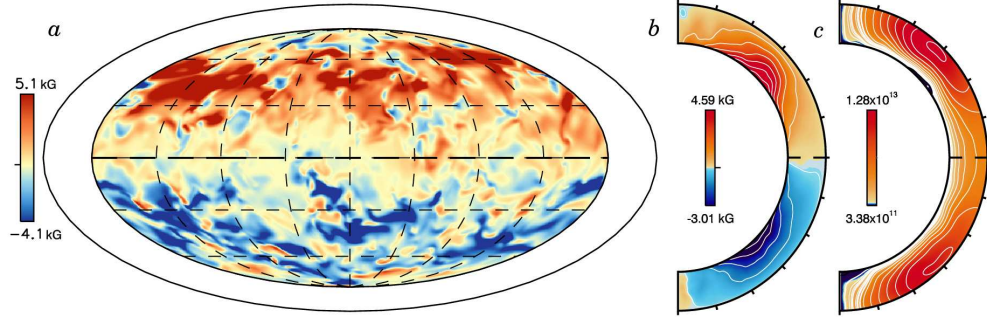 a
b
c
5.1 kG
−4.1 kG
4.59 kG
-3.01 kG
1.28x10¹³
3.38x10¹¹